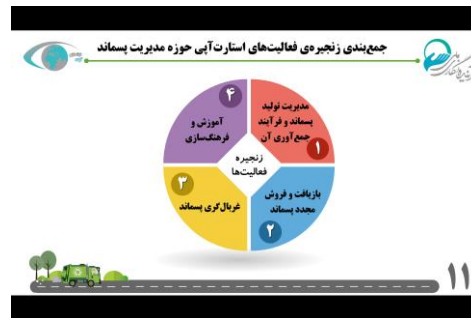 جمع‌بندی زنجیره‌ی فعالیت‌های استارت‌آپی حوزه مدیریت پسماند
مدیریت تولید
پسماند و فرآیند
جمع‌آوری آن
۱
بازیافت و فروش
مجدد پسماند
۲
۳
غربال‌گری پسماند
۴
آموزش و
فرهنگ‌سازی
زنجیره
فعالیت‌ها
۱۱